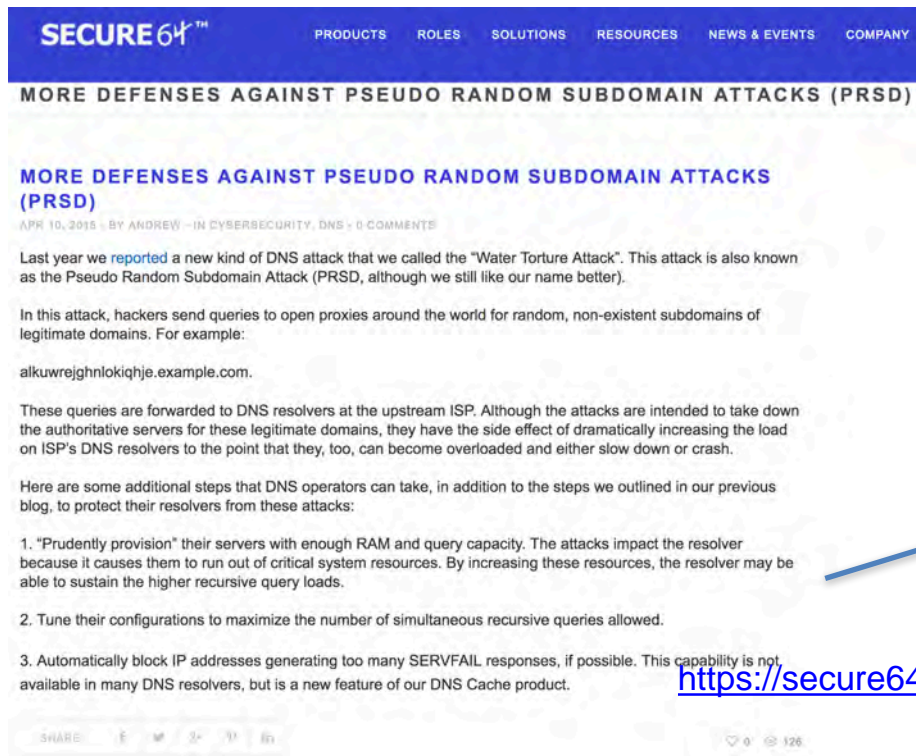 SECURE64™
PRODUCTS ROLES SOLUTIONS RESOURCES NEWS & EVENTS COMPANY
MORE DEFENSES AGAINST PSEUDO RANDOM SUBDOMAIN ATTACKS (PRSD)
MORE DEFENSES AGAINST PSEUDO RANDOM SUBDOMAIN ATTACKS
(PRSD)
APR 10, 2015 - BY ANDREW - IN CYBERSECURITY, DNS - 0 COMMENTS
Last year we reported a new kind of DNS attack that we called the “Water Torture Attack”. This attack is also known
as the Pseudo Random Subdomain Attack (PRSD, although we still like our name better).
In this attack, hackers send queries to open proxies around the world for random, non-existent subdomains of
legitimate domains. For example:
alkuwrejghnlokiqhje.example.com.
These queries are forwarded to DNS resolvers at the upstream ISP. Although the attacks are intended to take down
the authoritative servers for these legitimate domains, they have the side effect of dramatically increasing the load
on ISP’s DNS resolvers to the point that they, too, can become overloaded and either slow down or crash.
Here are some additional steps that DNS operators can take, in addition to the steps we outlined in our previous
blog, to protect their resolvers from these attacks:
1. “Prudently provision” their servers with enough RAM and query capacity. The attacks impact the resolver
because it causes them to run out of critical system resources. By increasing these resources, the resolver may be
able to sustain the higher recursive query loads.
2. Tune their configurations to maximize the number of simultaneous recursive queries allowed.
3. Automatically block IP addresses generating too many SERVFAIL responses, if possible. This capability is not
available in many DNS resolvers, but is a new feature of our DNS Cache product.
https://secure64
SHARE
0 126